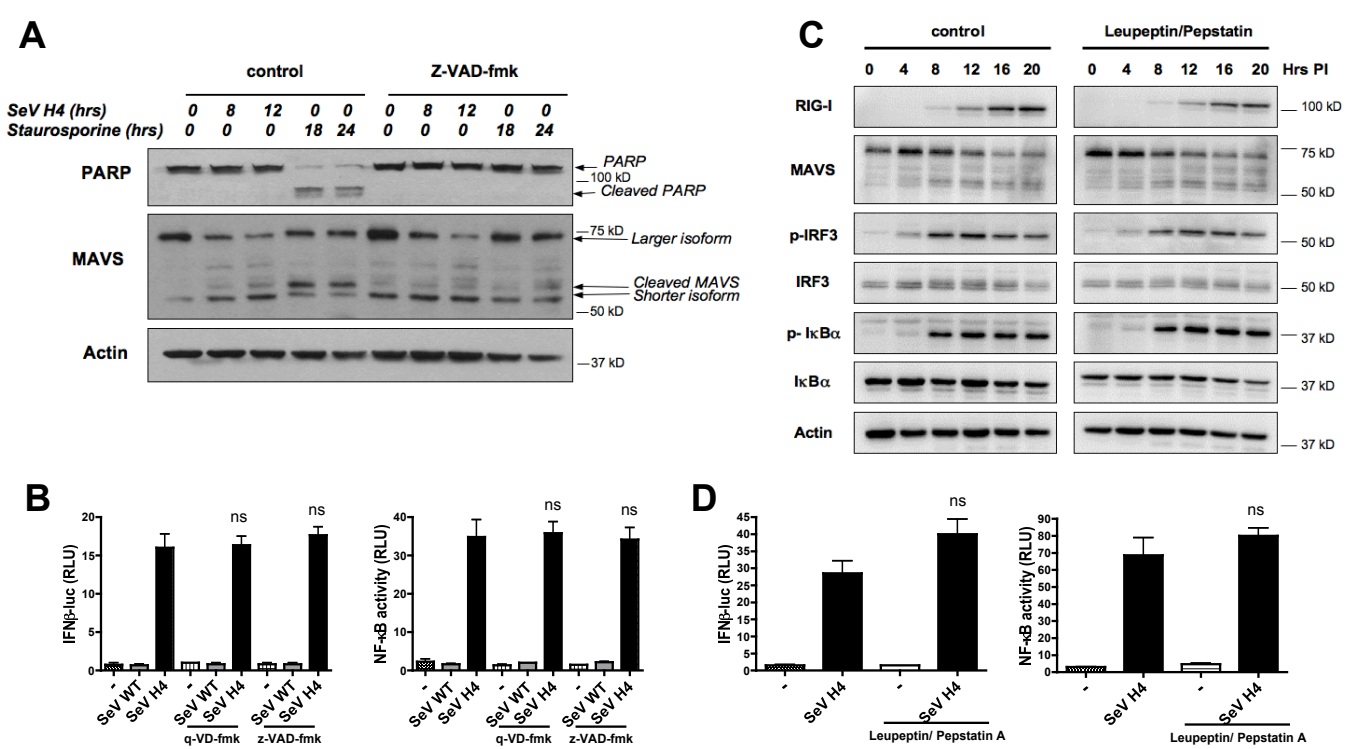 A
control Z-VAD-fmk
SeV H4 (hrs) 0 8 12 0 0 0 8 12 0 0
Staurosporine (hrs) 0 0 0 18 24 0 0 0 18 24
PARP
PARP
100 kD
Cleaved PARP
MAVS
75 kD
Larger isoform
Cleaved MAVS
Shorter isoform
50 kD
Actin
37 kD
B
IFNβ-luc (RLU)
20
15
10
5
0
ns ns
- SeV WT SeV H4 - SeV WT SeV H4 - SeV WT SeV H4
q-VD-fmk z-VAD-fmk
NF-κB activity (RLU)
40
30
20
10
0
ns ns
- SeV WT SeV H4 - SeV WT SeV H4 - SeV WT SeV H4
q-VD-fmk z-VAD-fmk
C
control Leupeptin/Pepstatin
0 4 8 12 16 20 0 4 8 12 16 20 Hrs PI
RIG-I 100 kD
MAVS 75 kD
50 kD
p-IRF3 50 kD
IRF3 50 kD
p- IκBα 37 kD
IκBα 37 kD
Actin 37 kD
D
IFNβ-luc (RLU)
45
40
35
30
25
20
15
10
5
0
ns
- SeV H4 - SeV H4
Leupeptin/ Pepstatin A
NF-κB activity (RLU)
90
80
70
60
50
40
30
20
10
0
ns
- SeV H4 - SeV H4
Leupeptin/ Pepstatin A